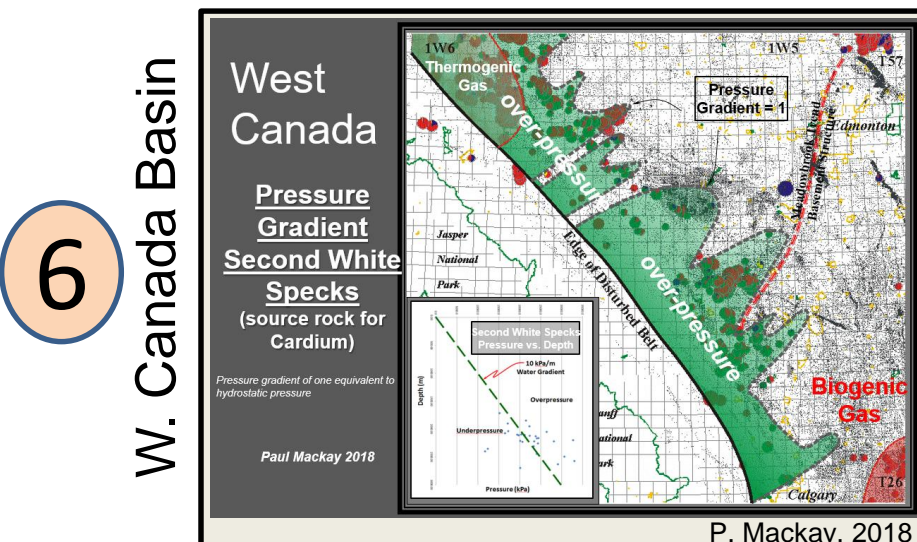 6
W. Canada Basin
West
Canada
Pressure
Gradient
Second White
Specks
(source rock for
Cardium)
Pressure gradient of one equivalent to
hydrostatic pressure
Paul Mackay 2018
1W6
1W5
T57
Thermogenic
Gas
over-pressure
Pressure
Gradient = 1
Edmonton
Meadowbrook Trend
Basement Structure
Jasper
National
Park
Edge of Disturbed Belt
over-pressure
Second White Specks
Pressure vs. Depth
10 kPa/m
Water Gradient
Overpressure
Underpressure
Depth (m)
Pressure (kPa)
anff
ational
ark
Biogenic
Gas
T26
Calgary
P. Mackay, 2018